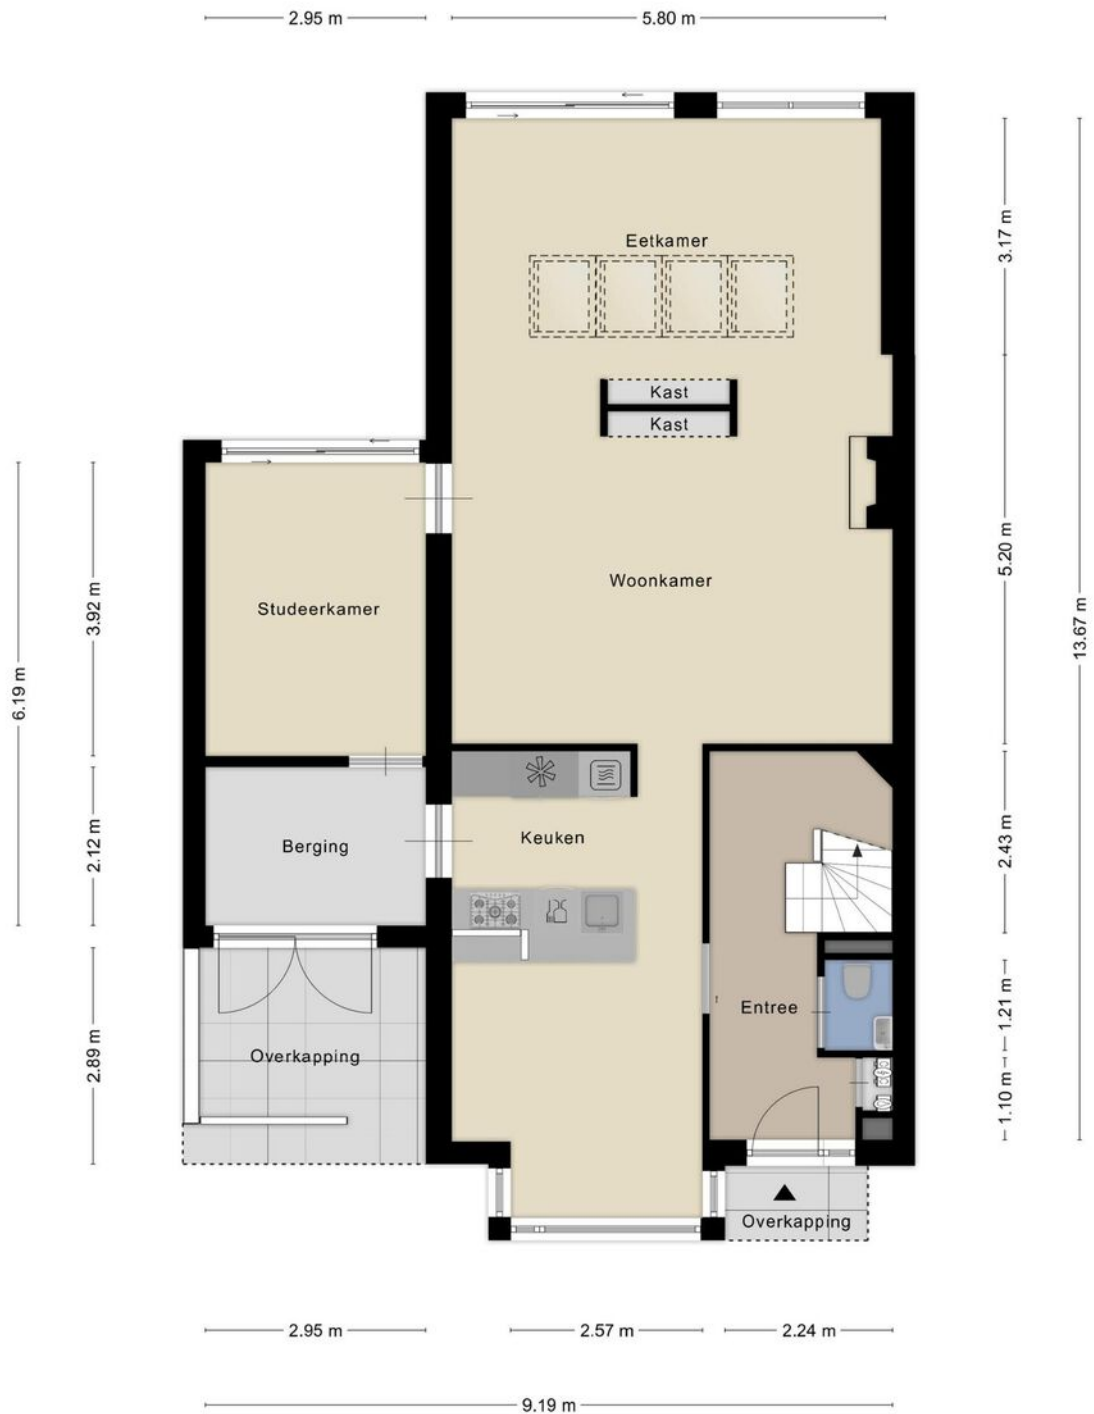 2.95 m
5.80 m
Eetkamer
3.17 m
Kast
Kast
5.20 m
Woonkamer
Studeerkamer
3.92 m
13.67 m
6.19 m
Keuken
Berging
2.12 m
2.43 m
Entree
1.21 m
Overkapping
2.89 m
1.10 m
Overkapping
2.95 m
2.57 m
2.24 m
9.19 m